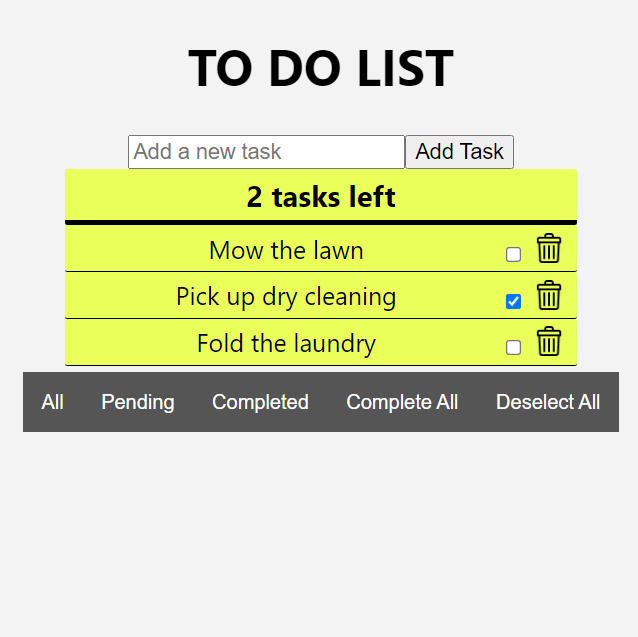 TO DO LIST
Add a new task Add Task
2 tasks left
Mow the lawn
Pick up dry cleaning
Fold the laundry
All Pending Completed Complete All Deselect All